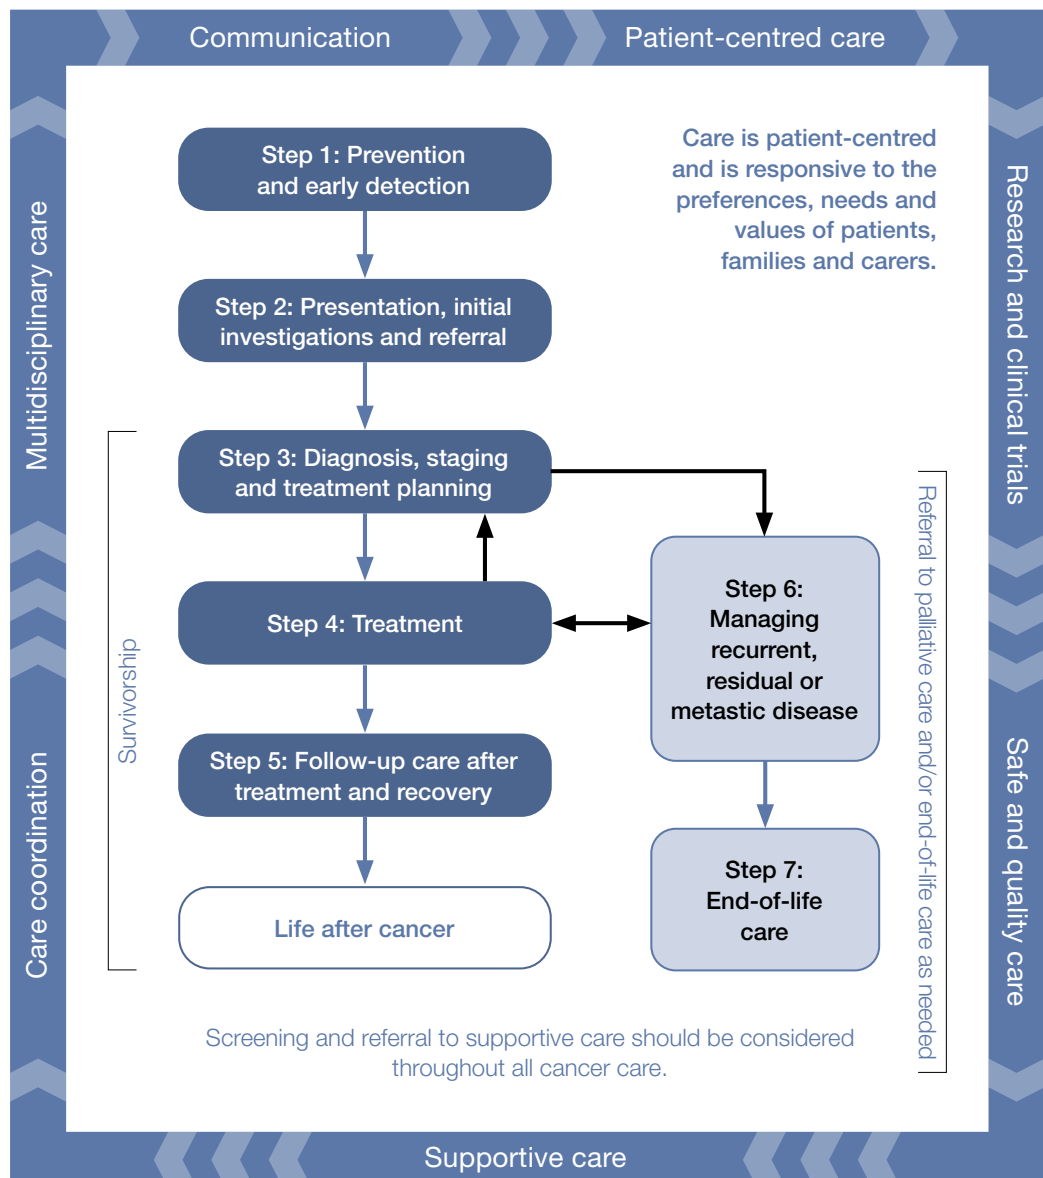 Communication
Patient-centred care
Multidisciplinary care
Care coordination
Research and clinical trials
Safe and quality care
Supportive care
Care is patient-centred
and is responsive to the
preferences, needs and
values of patients,
families and carers.
Step 1: Prevention
and early detection
Step 2: Presentation, initial
investigations and referral
Step 3: Diagnosis, staging
and treatment planning
Step 4: Treatment
Step 5: Follow-up care after
treatment and recovery
Life after cancer
Survivorship
Step 6:
Managing
recurrent,
residual or
metastic disease
Step 7:
End-of-life
care
Referral to palliative care and/or end-of-life care as needed
Screening and referral to supportive care should be considered
throughout all cancer care.